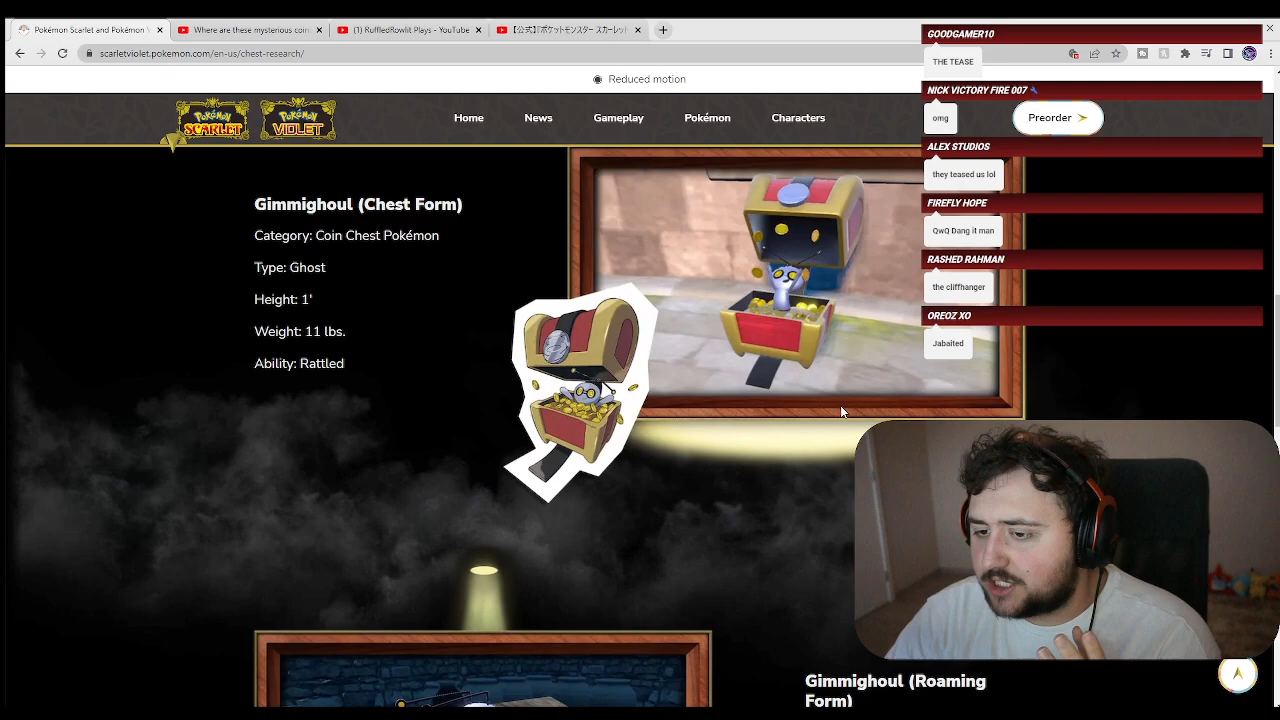 Pokémon Scarlet and Pokémon V
Where are these mysterious coin
(1) RuffledRowlit Plays - YouTube
【公式】『ポケットモンスター スカーレッ
scarletviolet.pokemon.com/en-us/chest-research/
Reduced motion
POKÉMON SCARLET
POKÉMON VIOLET
Home
News
Gameplay
Pokémon
Characters
Preorder
Gimmighoul (Chest Form)
Category: Coin Chest Pokémon
Type: Ghost
Height: 1'
Weight: 11 lbs.
Ability: Rattled
Gimmighoul (Roaming
Form)
GOODGAMER10
THE TEASE
NICK VICTORY FIRE 007
omg
ALEX STUDIOS
they teased us lol
FIREFLY HOPE
QwQ Dang it man
RASHED RAHMAN
the cliffhanger
OREOZ XO
Jabaited